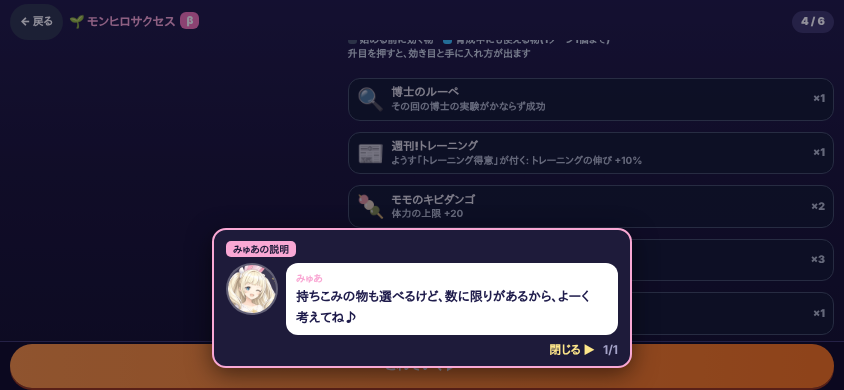 ← 戻る
🌱 モンヒロサクセス β
4 / 6
升目を押すと、効き目と手に入れ方が出ます
博士のルーペ
その回の博士の実験がかならず成功
×1
週刊!トレーニング
ようす「トレーニング得意」が付く: トレーニングの伸び +10%
×1
モモのキビダンゴ
体力の上限 +20
×2
×3
×1
みゅあの説明
みゅあ
持ちこみの物も選べるけど、数に限りがあるから、よーく
考えてね♪
閉じる ▶ 1/1